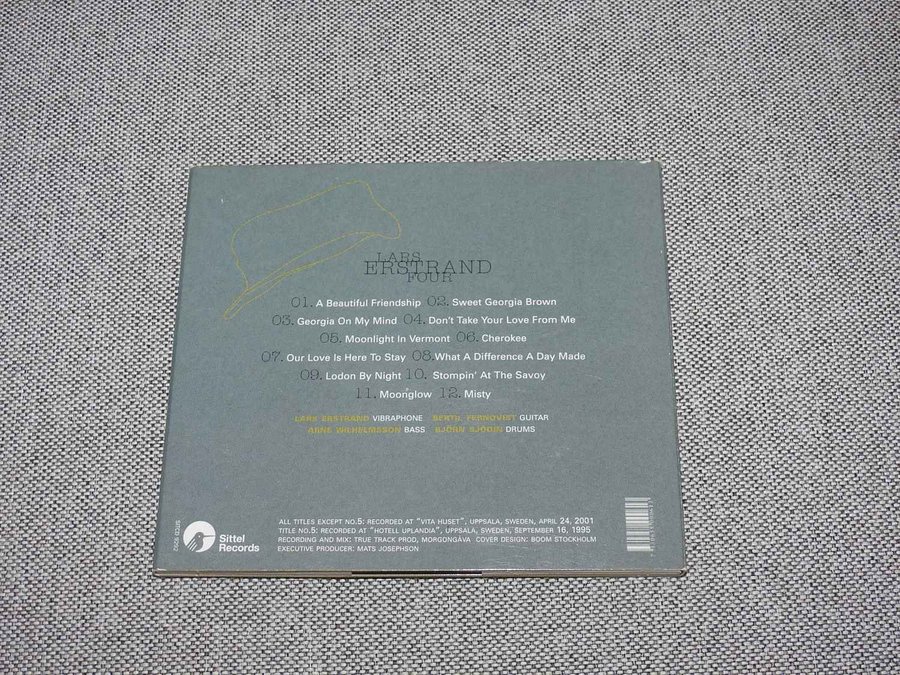 LARS
ERSTRAND
FOUR
01. A Beautiful Friendship 02. Sweet Georgia Brown
03. Georgia On My Mind 04. Don't Take Your Love From Me
05. Moonlight In Vermont 06. Cherokee
07. Our Love Is Here To Stay 08. What A Difference A Day Made
09. Lodon By Night 10. Stompin' At The Savoy
11. Moonglow 12. Misty
LARS ERSTRAND VIBRAPHONE BERTIL FERNQVIST GUITAR
ARNE WILHELMSSON BASS BJÖRN SJÖDIN DRUMS
ALL TITLES EXCEPT NO.5: RECORDED AT "VITA HUSET", UPPSALA, SWEDEN, APRIL 24, 2001
TITLE NO.5: RECORDED AT "HOTELL UPLANDIA", UPPSALA, SWEDEN, SEPTEMBER 16, 1995
RECORDING AND MIX: TRUE TRACK PROD, MORGONGÅVA COVER DESIGN: BOOM STOCKHOLM
EXECUTIVE PRODUCER: MATS JOSEPHSON
Sittel
Records